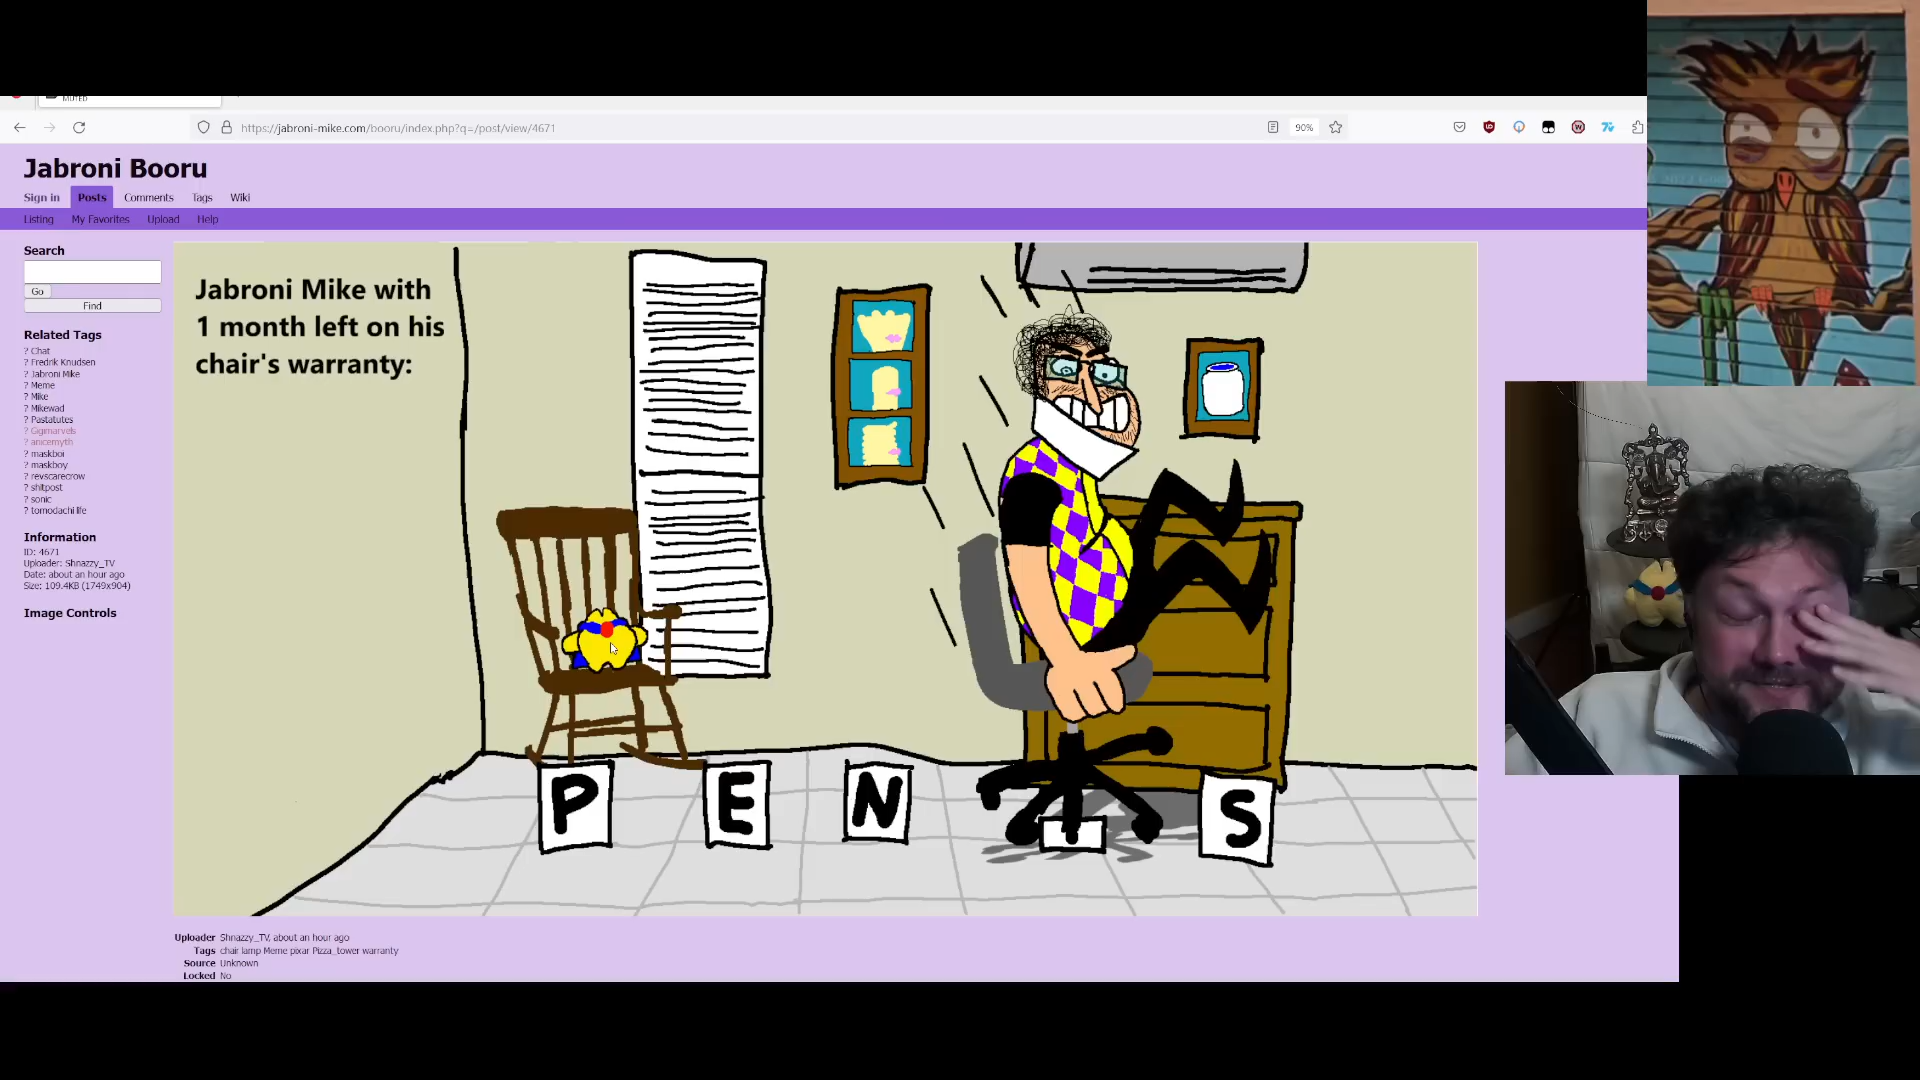 MUTED
https://jabroni-mike.com/booru/index.php?q=/post/view/4671
90%
Jabroni Booru
Sign in Posts Comments Tags Wiki
Listing My Favorites Upload Help
Search
Go
Find
Related Tags
? Chat
? Fredrik Knudsen
? Jabroni Mike
? Meme
? Mike
? Mikewad
? Pastatutes
? Gigimarvels
? anicemyth
? maskboi
? maskboy
? revscarecrow
? shitpost
? sonic
? tomodachi life
Information
ID: 4671
Uploader: Shnazzy_TV
Date: about an hour ago
Size: 109.4KB (1749x904)
Image Controls
Jabroni Mike with
1 month left on his
chair's warranty:
P E N I S
Uploader Shnazzy_TV, about an hour ago
Tags chair lamp Meme pixar Pizza_tower warranty
Source Unknown
Locked No